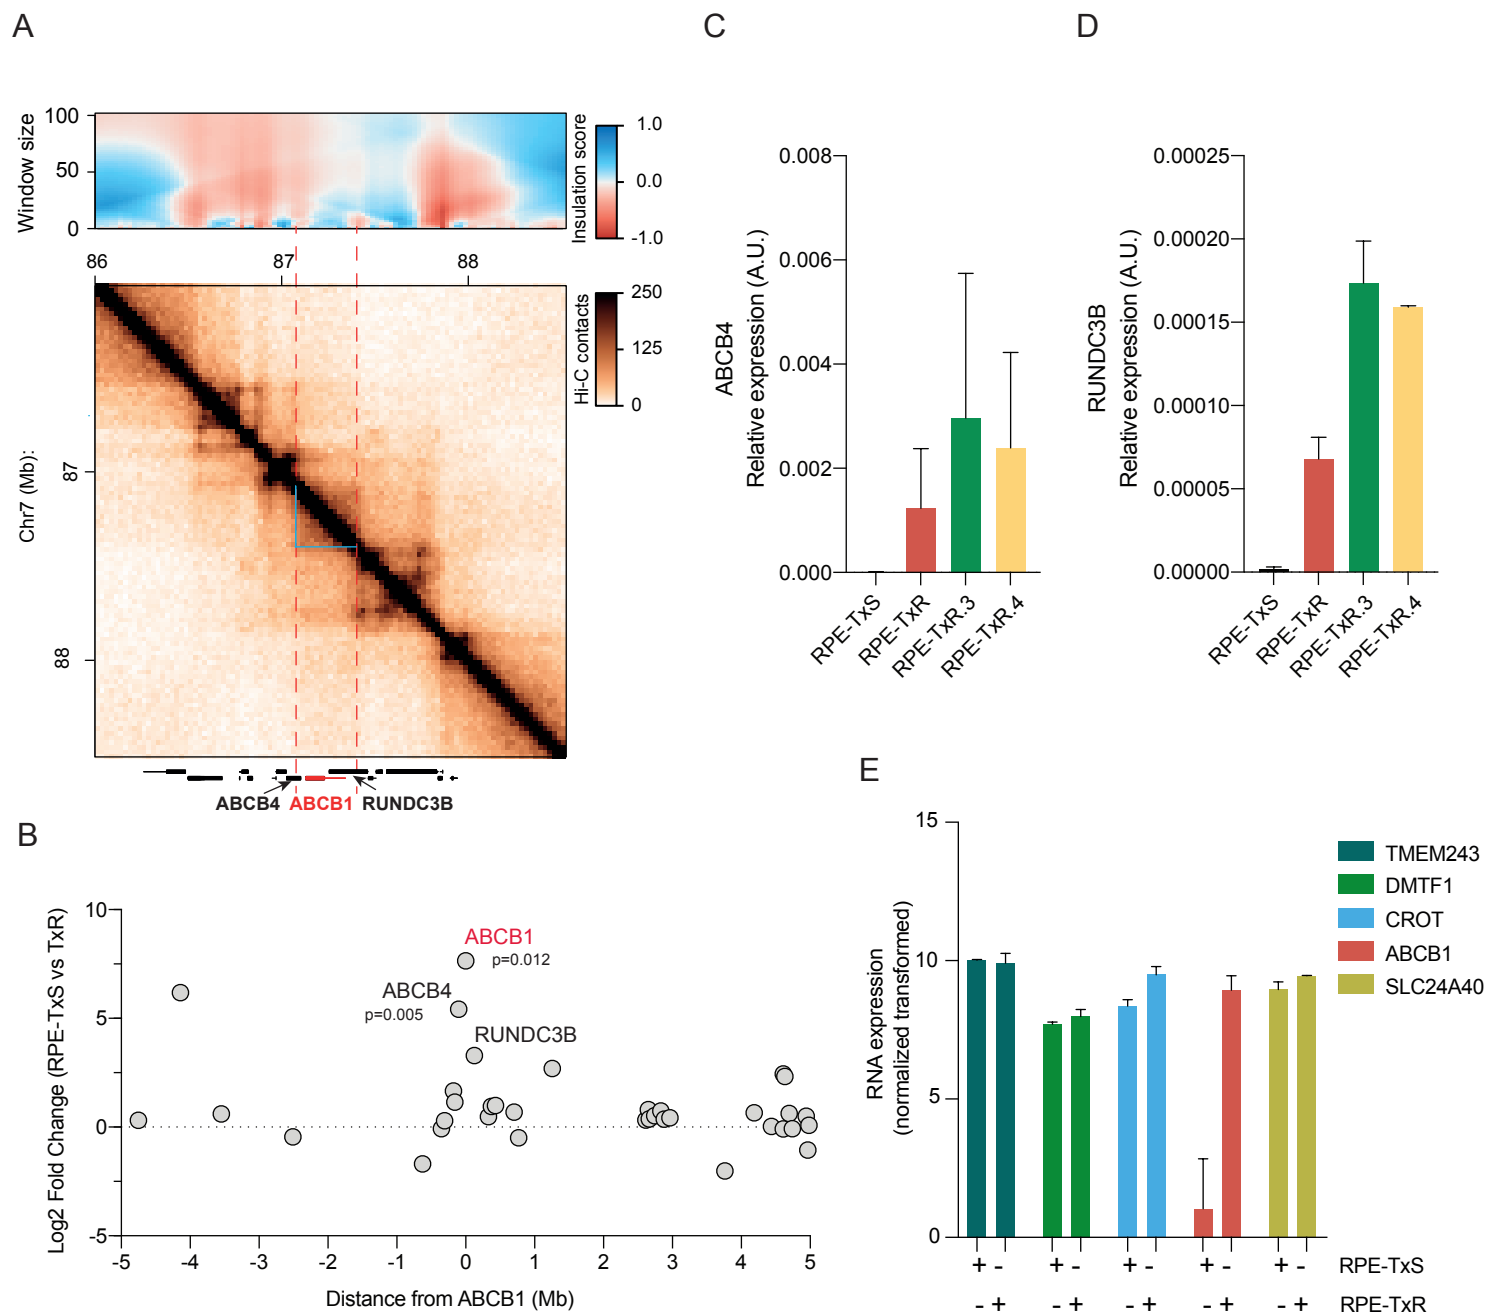 A
Window size
100
50
0
Insulation score
1.0
0.0
-1.0
86
87
88
Chr7 (Mb):
87
88
Hi-C contacts
250
125
0
ABCB4
ABCB1
RUNDC3B
B
Log2 Fold Change (RPE-TxS vs TxR)
10
5
0
-5
ABCB1
p=0.012
ABCB4
p=0.005
RUNDC3B
-5
-4
-3
-2
-1
0
1
2
3
4
5
Distance from ABCB1 (Mb)
C
ABCB4
Relative expression (A.U.)
0.008
0.006
0.004
0.002
0.000
RPE-TxS
RPE-TxR
RPE-TxR.3
RPE-TxR.4
D
RUNDC3B
Relative expression (A.U.)
0.00025
0.00020
0.00015
0.00010
0.00005
0.00000
RPE-TxS
RPE-TxR
RPE-TxR.3
RPE-TxR.4
E
RNA expression
(normalized transformed)
15
10
5
0
TMEM243
DMTF1
CROT
ABCB1
SLC24A40
+ - + - + - + - + - RPE-TxS
- + - + - + - + - + RPE-TxR